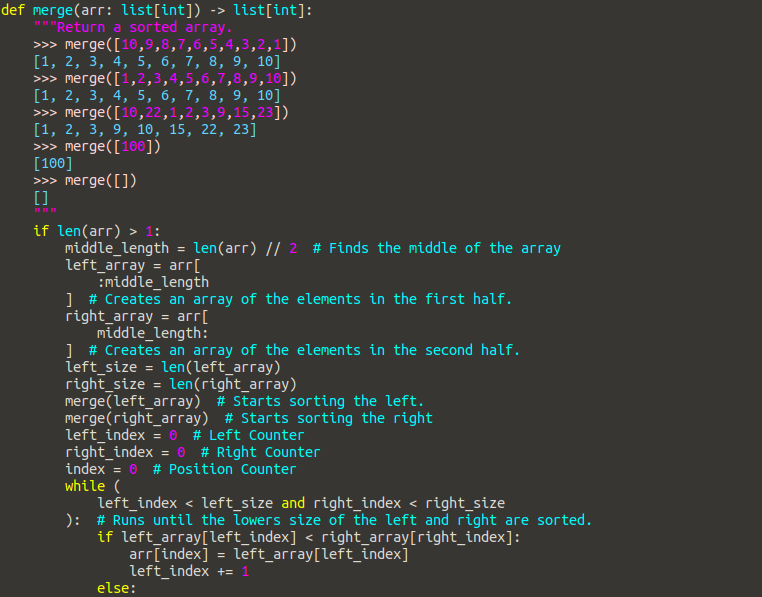 def merge(arr: list[int]) -> list[int]:
    """Return a sorted array.
    >>> merge([10,9,8,7,6,5,4,3,2,1])
    [1, 2, 3, 4, 5, 6, 7, 8, 9, 10]
    >>> merge([1,2,3,4,5,6,7,8,9,10])
    [1, 2, 3, 4, 5, 6, 7, 8, 9, 10]
    >>> merge([10,22,1,2,3,9,15,23])
    [1, 2, 3, 9, 10, 15, 22, 23]
    >>> merge([100])
    [100]
    >>> merge([])
    []
    """
    if len(arr) > 1:
        middle_length = len(arr) // 2  # Finds the middle of the array
        left_array = arr[
            :middle_length
        ]  # Creates an array of the elements in the first half.
        right_array = arr[
            middle_length:
        ]  # Creates an array of the elements in the second half.
        left_size = len(left_array)
        right_size = len(right_array)
        merge(left_array)  # Starts sorting the left.
        merge(right_array)  # Starts sorting the right
        left_index = 0  # Left Counter
        right_index = 0  # Right Counter
        index = 0  # Position Counter
        while (
            left_index < left_size and right_index < right_size
        ):  # Runs until the lowers size of the left and right are sorted.
            if left_array[left_index] < right_array[right_index]:
                arr[index] = left_array[left_index]
                left_index += 1
            else: